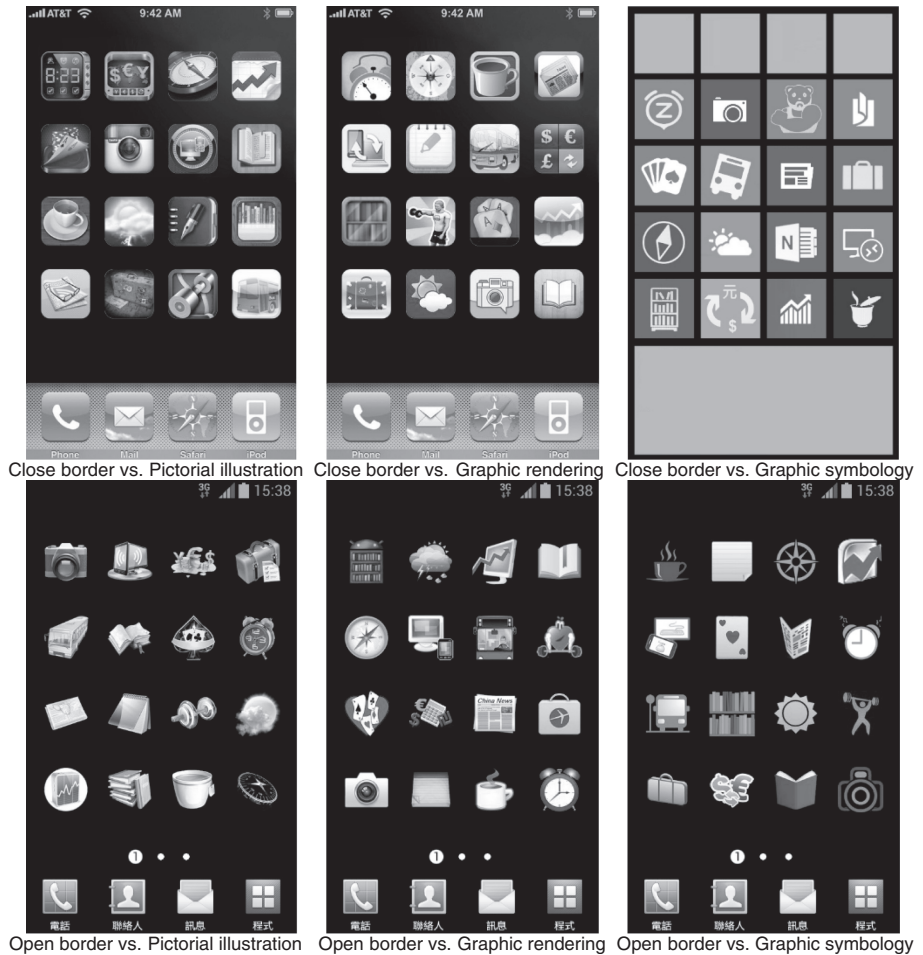 AT&T 9:42 AM
AT&T 9:42 AM
8:23
$ € ¥
$ €
£
Z
N
元
$
A
Phone Mail Safari iPod
Phone Mail Safari iPod
Close border vs. Pictorial illustration
Close border vs. Graphic rendering
Close border vs. Graphic symbology
3G 15:38
3G 15:38
3G 15:38
¥€$
China News
€
$
$€
1
1
1
電話 聯絡人 訊息 程式
電話 聯絡人 訊息 程式
電話 聯絡人 訊息 程式
Open border vs. Pictorial illustration
Open border vs. Graphic rendering
Open border vs. Graphic symbology